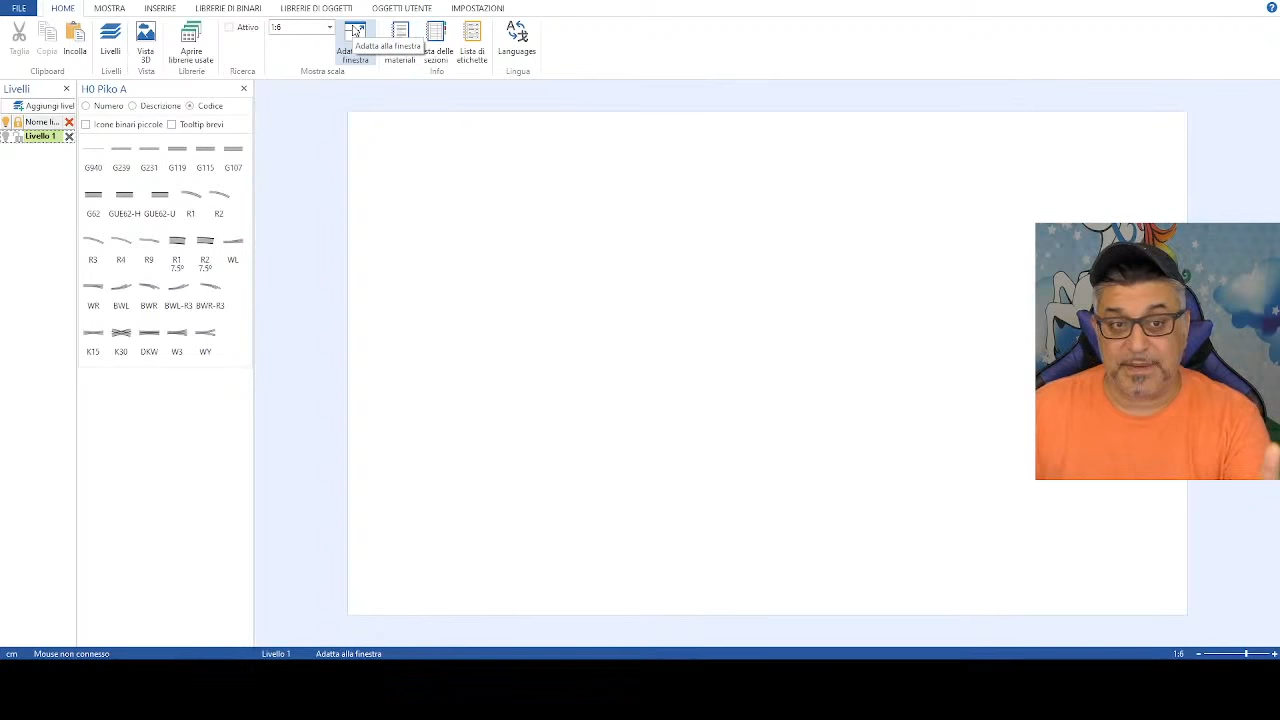 FILE HOME MOSTRA INSERIRE LIBRERIE DI BINARI LIBRERIE DI OGGETTI OGGETTI UTENTE IMPOSTAZIONI
Taglia Copia Incolla
Clipboard
Livelli
Livelli
Vista 3D
Vista
Aprire librerie usate
Librerie
Attivo
Ricerca
1:6
finestra
Mostra scala
Adatta alla finestra
materiali
sezioni
Lista di etichette
Info
Languages
Lingua
Livelli
Aggiungi livel
Nome li...
Livello 1
H0 Piko A
Numero Descrizione Codice
Icone binari piccole Tooltip brevi
G940 G239 G231 G119 G115 G107
G62 GUE62-H GUE62-U R1 R2
R3 R4 R9 R1 7.5° R2 7.5° WL
WR BWL BWR BWL-R3 BWR-R3
K15 K30 DKW W3 WY
cm Mouse non connesso Livello 1 Adatta alla finestra 1:6